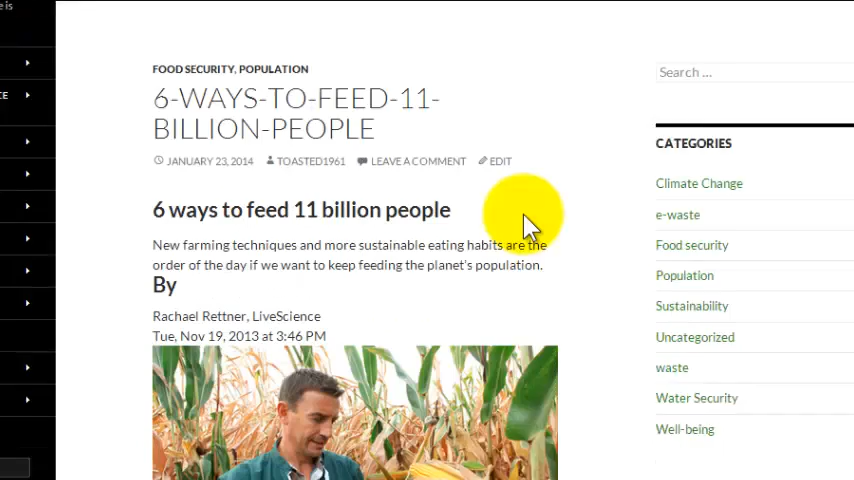 e is
CE
FOOD SECURITY, POPULATION
6-WAYS-TO-FEED-11-
BILLION-PEOPLE
JANUARY 23, 2014 TOASTED1961 LEAVE A COMMENT EDIT
6 ways to feed 11 billion people
New farming techniques and more sustainable eating habits are the
order of the day if we want to keep feeding the planet's population.
By
Rachael Rettner, LiveScience
Tue, Nov 19, 2013 at 3:46 PM
Search ...
CATEGORIES
Climate Change
e-waste
Food security
Population
Sustainability
Uncategorized
waste
Water Security
Well-being